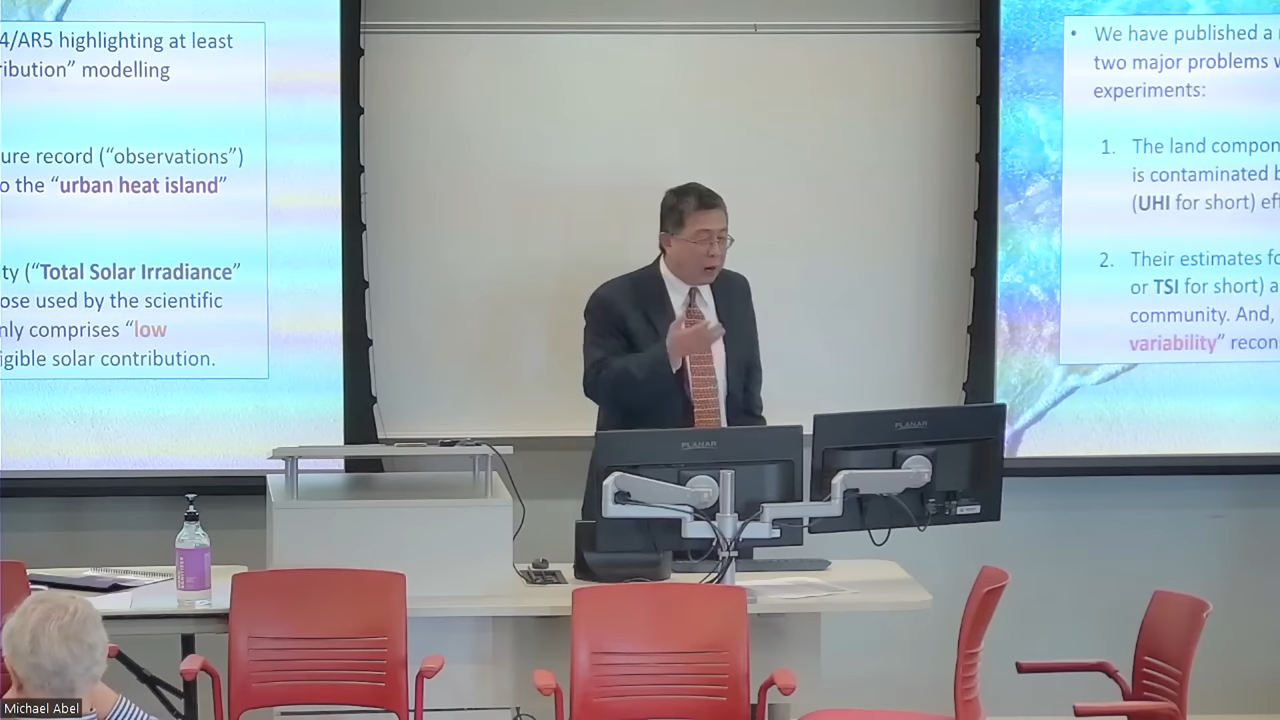 4/AR5 highlighting at least
ribution” modelling
ure record (“observations”)
o the “urban heat island”
ity (“Total Solar Irradiance”
ose used by the scientific
nly comprises “low
igible solar contribution.
• We have published a
two major problems w
experiments:
1. The land compon
is contaminated b
(UHI for short) eff
2. Their estimates fo
or TSI for short) a
community. And,
variability” recon
PLANAR
PLANAR
Michael Abel